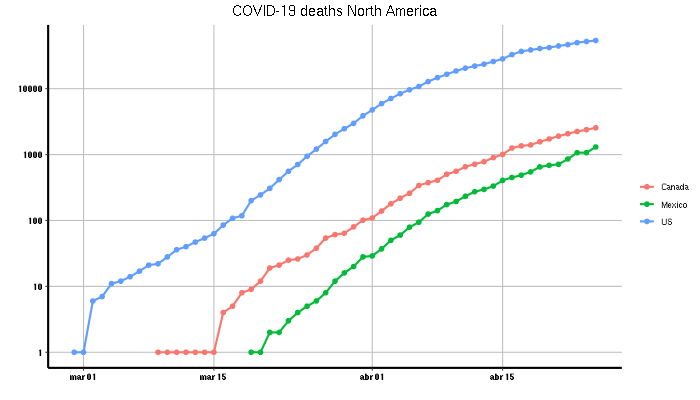 COVID-19 deaths North America
10000
1000
100
10
1
mar 01
mar 15
abr 01
abr 15
Canada
Mexico
US